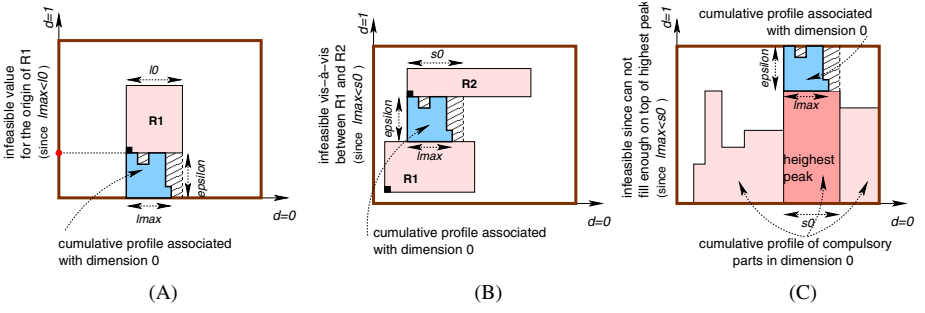 d=1
infeasible value
for the origin of R1
(since lmax<l0)
l0
R1
epsilon
lmax
d=0
cumulative profile associated
with dimension 0
(A)
d=1
infeasible vis-à-vis
between R1 and R2
(since lmax<s0)
s0
R2
epsilon
lmax
R1
d=0
cumulative profile associated
with dimension 0
(B)
d=1
infeasible since can not
fill enough on top of highest peak
(since lmax<s0)
cumulative profile associated
with dimension 0
epsilon
lmax
heighest
peak
s0
d=0
cumulative profile of compulsory
parts in dimension 0
(C)